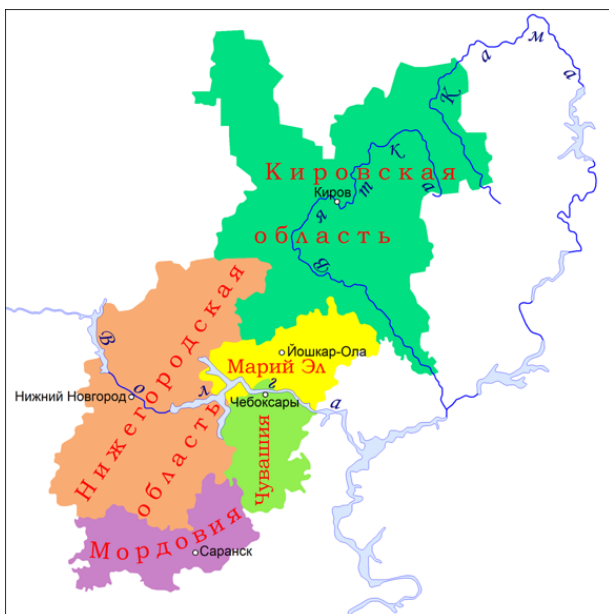 Кама
Вятка
Кировская
Киров
область
Нижегородская
область
Волга
Йошкар-Ола
Марий Эл
Нижний Новгород
Чебоксары
Чувашия
Мордовия
Саранск